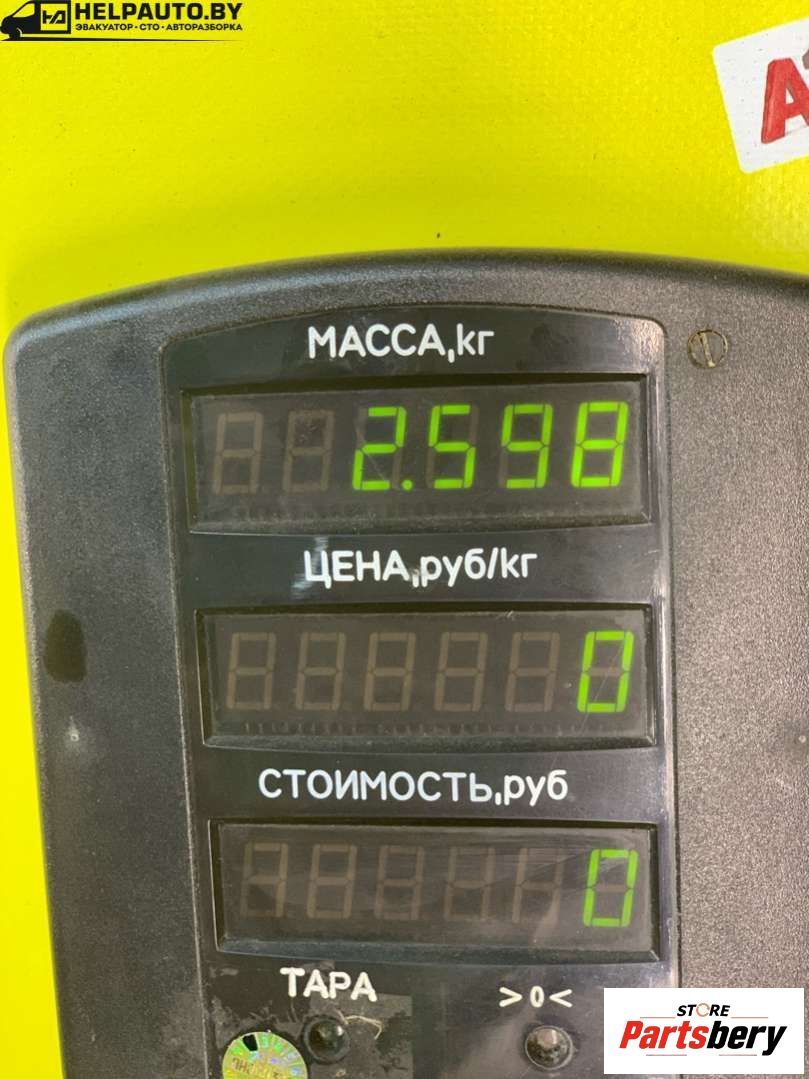 HELPAUTO.BY
ЭВАКУАТОР•СТО•АВТОРАЗБОРКА
МАССА,кг
2.598
ЦЕНА,руб/кг
0
СТОИМОСТЬ,руб
0
ТАРА
>0<
STORE
Partsbery